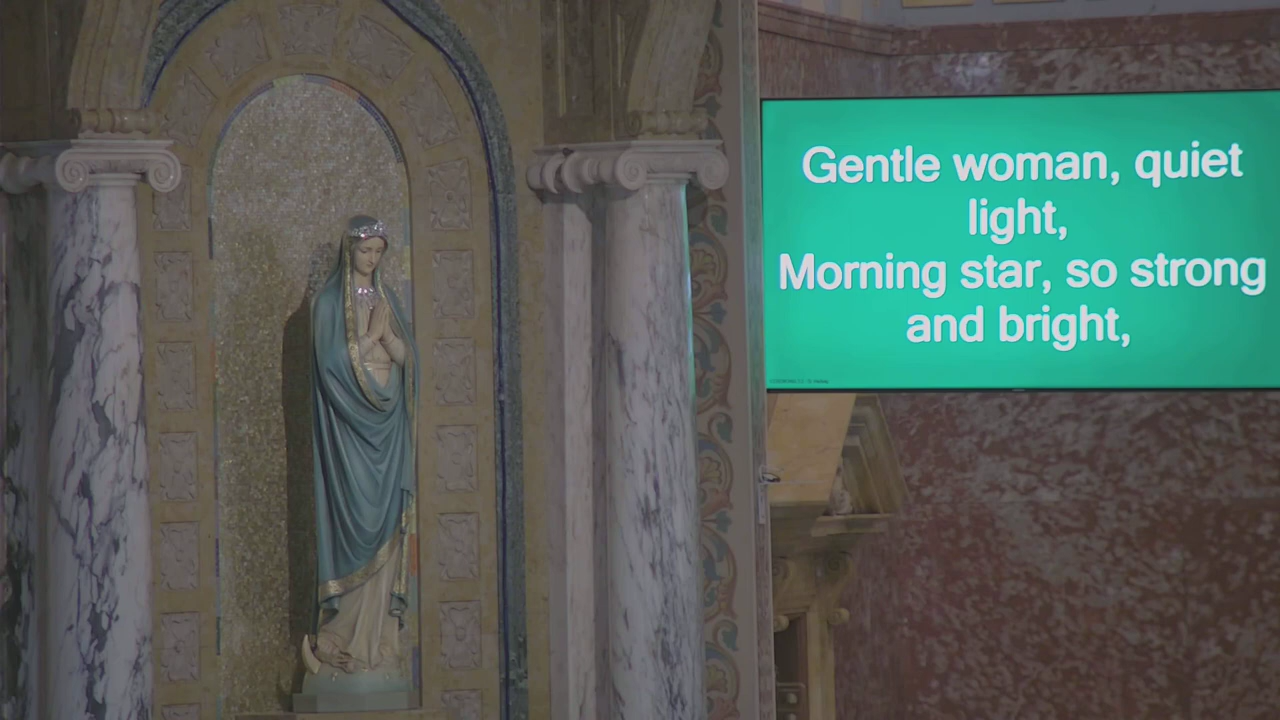 Gentle woman, quiet
light,
Morning star, so strong
and bright,